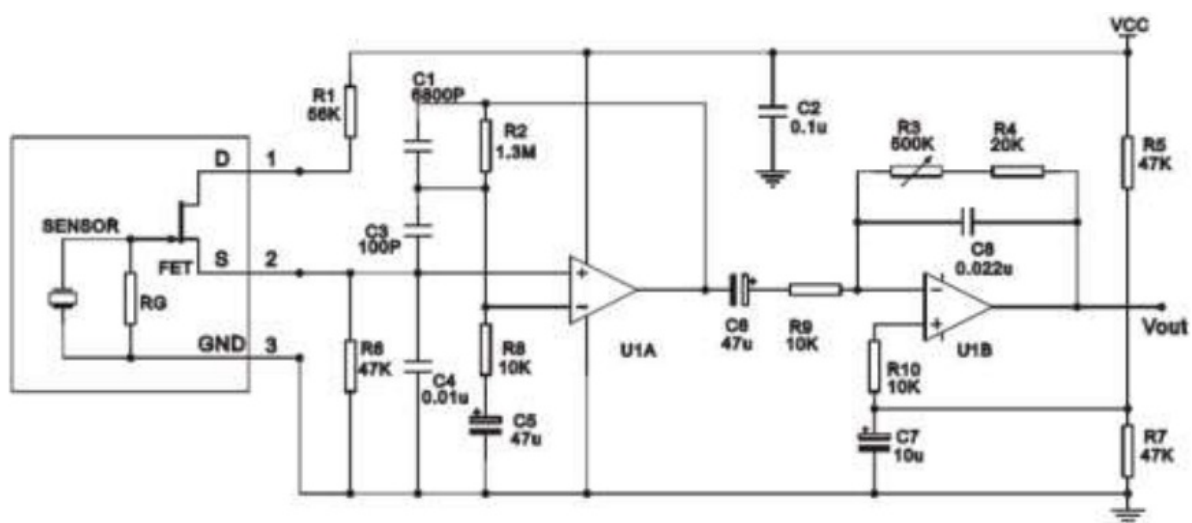 VCC
C1
6800P
R1
56K
R2
1.3M
C2
0.1u
R3
500K
R4
20K
R5
47K
D
1
SENSOR
C3
100P
S
2
FET
RG
C8
0.022u
+
-
-
+
Vout
GND
3
R6
47K
C4
0.01u
R8
10K
U1A
+
C6
47u
R9
10K
U1B
R10
10K
+
C5
47u
+
C7
10u
R7
47K